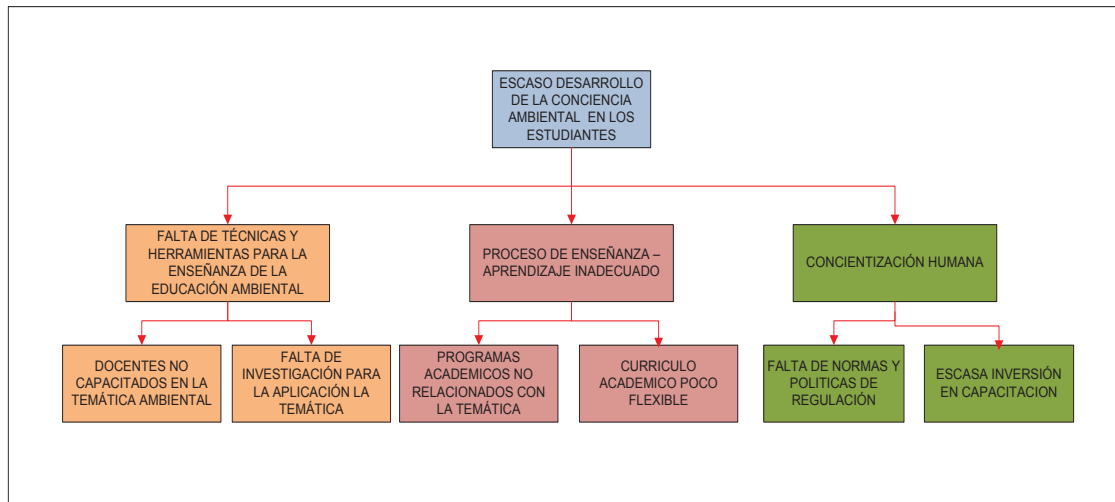 ESCASO DESARROLLO
DE LA CONCIENCIA
AMBIENTAL EN LOS
ESTUDIANTES
FALTA DE TÉCNICAS Y
HERRAMIENTAS PARA LA
ENSEÑANZA DE LA
EDUCACIÓN AMBIENTAL
PROCESO DE ENSEÑANZA –
APRENDIZAJE INADECUADO
CONCIENTIZACIÓN HUMANA
DOCENTES NO
CAPACITADOS EN LA
TEMÁTICA AMBIENTAL
FALTA DE
INVESTIGACIÓN PARA
LA APLICACIÓN LA
TEMÁTICA
PROGRAMAS
ACADEMICOS NO
RELACIONADOS CON
LA TEMÁTICA
CURRICULO
ACADEMICO POCO
FLEXIBLE
FALTA DE NORMAS Y
POLITICAS DE
REGULACIÓN
ESCASA INVERSIÓN
EN CAPACITACION